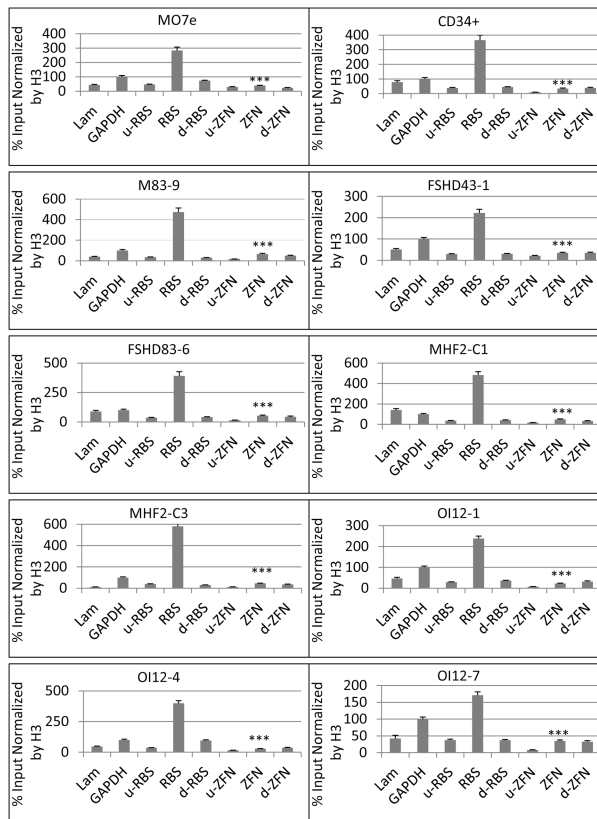 MO7e
% Input Normalized
by H3
400
300
200
100
0
***
Lam
GAPDH
u-RBS
RBS
d-RBS
u-ZFN
ZFN
d-ZFN
CD34+
% Input Normalized
by H3
400
300
200
100
0
***
Lam
GAPDH
u-RBS
RBS
d-RBS
u-ZFN
ZFN
d-ZFN
M83-9
% Input Normalized
by H3
600
400
200
0
***
Lam
GAPDH
u-RBS
RBS
d-RBS
u-ZFN
ZFN
d-ZFN
FSHD43-1
% Input Normalized
by H3
300
200
100
0
***
Lam
GAPDH
u-RBS
RBS
d-RBS
u-ZFN
ZFN
d-ZFN
FSHD83-6
% Input Normalized
by H3
500
250
0
***
Lam
GAPDH
u-RBS
RBS
d-RBS
u-ZFN
ZFN
d-ZFN
MHF2-C1
% Input Normalized
by H3
600
400
200
0
***
Lam
GAPDH
u-RBS
RBS
d-RBS
u-ZFN
ZFN
d-ZFN
MHF2-C3
% Input Normalized
by H3
600
400
200
0
***
Lam
GAPDH
u-RBS
RBS
d-RBS
u-ZFN
ZFN
d-ZFN
OI12-1
% Input Normalized
by H3
300
200
100
0
***
Lam
GAPDH
u-RBS
RBS
d-RBS
u-ZFN
ZFN
d-ZFN
OI12-4
% Input Normalized
by H3
500
250
0
***
Lam
GAPDH
u-RBS
RBS
d-RBS
u-ZFN
ZFN
d-ZFN
OI12-7
% Input Normalized
by H3
200
150
100
50
0
***
Lam
GAPDH
u-RBS
RBS
d-RBS
u-ZFN
ZFN
d-ZFN